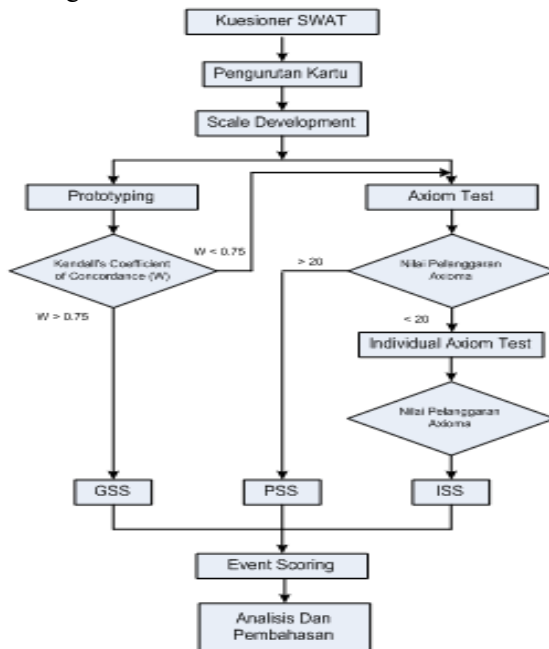 Kuesioner SWAT
Pengurutan Kartu
Scale Development
Prototyping
Axiom Test
Kendall's Coefficient
of Concordance (W)
W < 0.75
> 20
Nilai Pelanggaran
Axioma
W > 0.75
< 20
Individual Axiom Test
Nilai Pelanggaran
Axioma
GSS
PSS
ISS
Event Scoring
Analisis Dan
Pembahasan